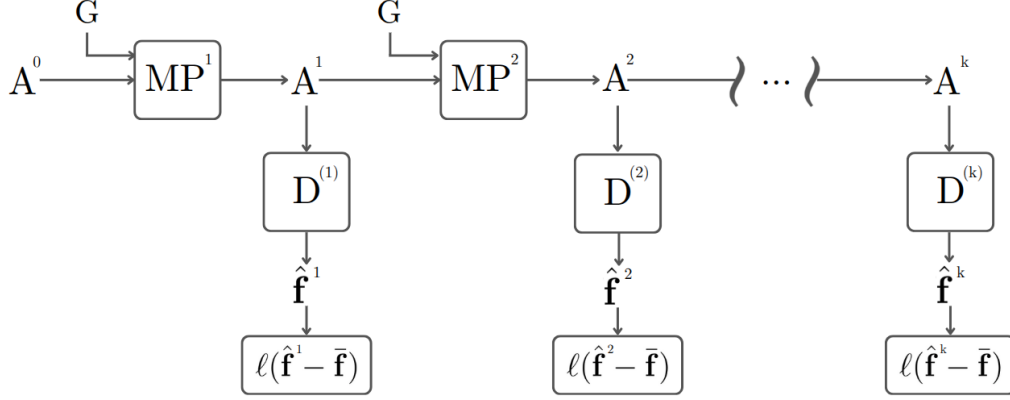 G G
A⁰ MP¹ A¹ MP² A² ... Aᵏ
D⁽¹⁾ D⁽²⁾ D⁽ᵏ⁾
f̂¹ f̂² f̂ᵏ
ℓ(f̂¹ − f̄) ℓ(f̂² − f̄) ℓ(f̂ᵏ − f̄)